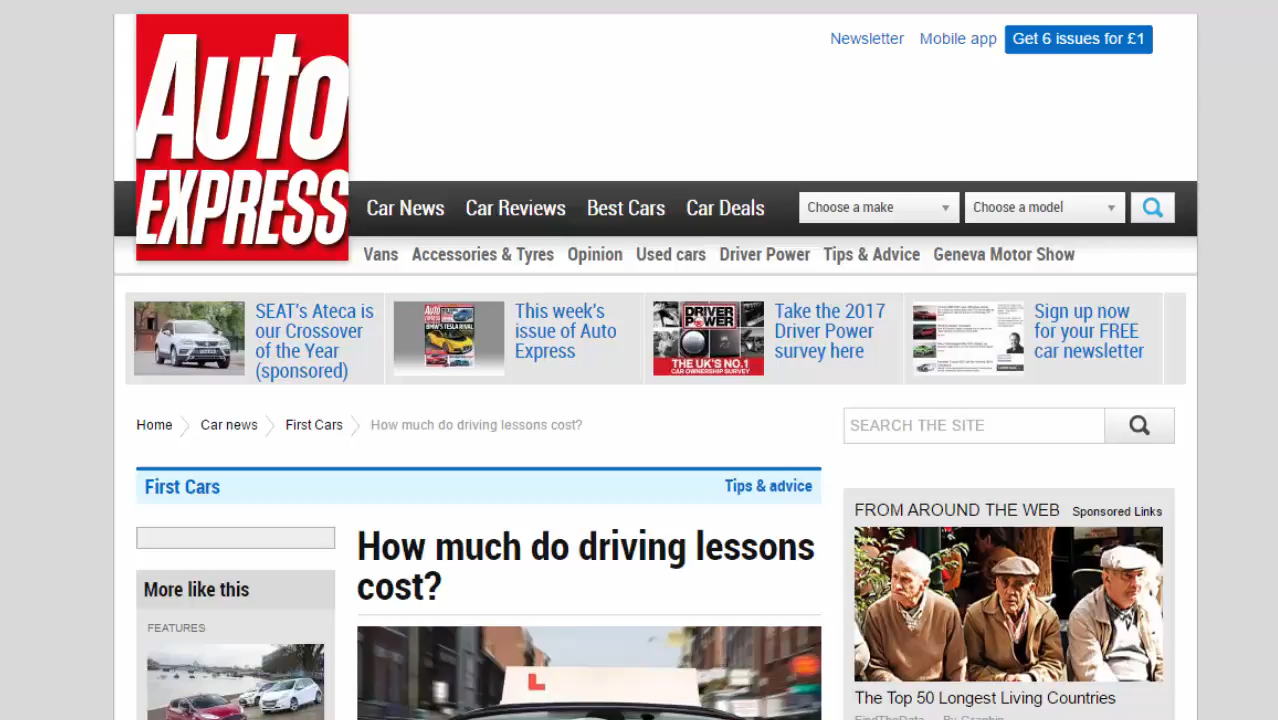 Auto
EXPRESS
Newsletter Mobile app Get 6 issues for £1
Car News Car Reviews Best Cars Car Deals Choose a make Choose a model
Vans Accessories & Tyres Opinion Used cars Driver Power Tips & Advice Geneva Motor Show
SEAT's Ateca is
our Crossover
of the Year
(sponsored)
This week's
issue of Auto
Express
DRIVER
POWER
THE UK'S NO.1
CAR OWNERSHIP SURVEY
Take the 2017
Driver Power
survey here
Sign up now
for your FREE
car newsletter
Home Car news First Cars How much do driving lessons cost?
SEARCH THE SITE
First Cars Tips & advice
How much do driving lessons
cost?
More like this
FEATURES
L
FROM AROUND THE WEB Sponsored Links
The Top 50 Longest Living Countries